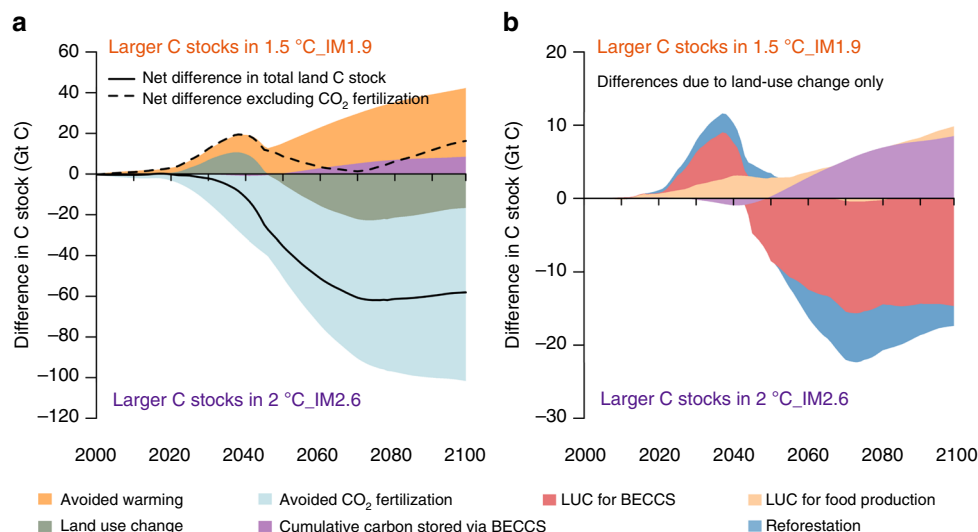 a
Larger C stocks in 1.5 °C_IM1.9
Net difference in total land C stock
Net difference excluding CO₂ fertilization
60
40
20
0
−20
−40
−60
−80
−100
−120
Difference in C stock (Gt C)
Larger C stocks in 2 °C_IM2.6
2000 2020 2040 2060 2080 2100
b
Larger C stocks in 1.5 °C_IM1.9
Differences due to land-use change only
20
10
0
−10
−20
−30
Difference in C stock (Gt C)
Larger C stocks in 2 °C_IM2.6
2000 2020 2040 2060 2080 2100
Avoided warming
Avoided CO₂ fertilization
LUC for BECCS
LUC for food production
Land use change
Cumulative carbon stored via BECCS
Reforestation